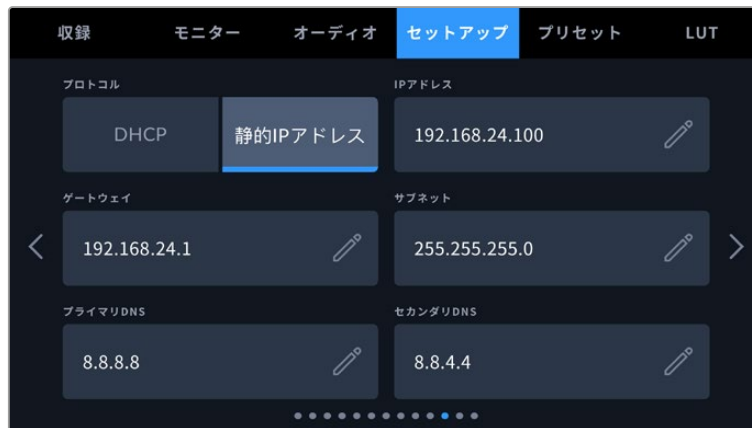 収録 モニター オーディオ セットアップ プリセット LUT
プロトコル IPアドレス
DHCP 静的IPアドレス 192.168.24.100
ゲートウェイ サブネット
192.168.24.1 255.255.255.0
プライマリDNS セカンダリDNS
8.8.8.8 8.8.4.4